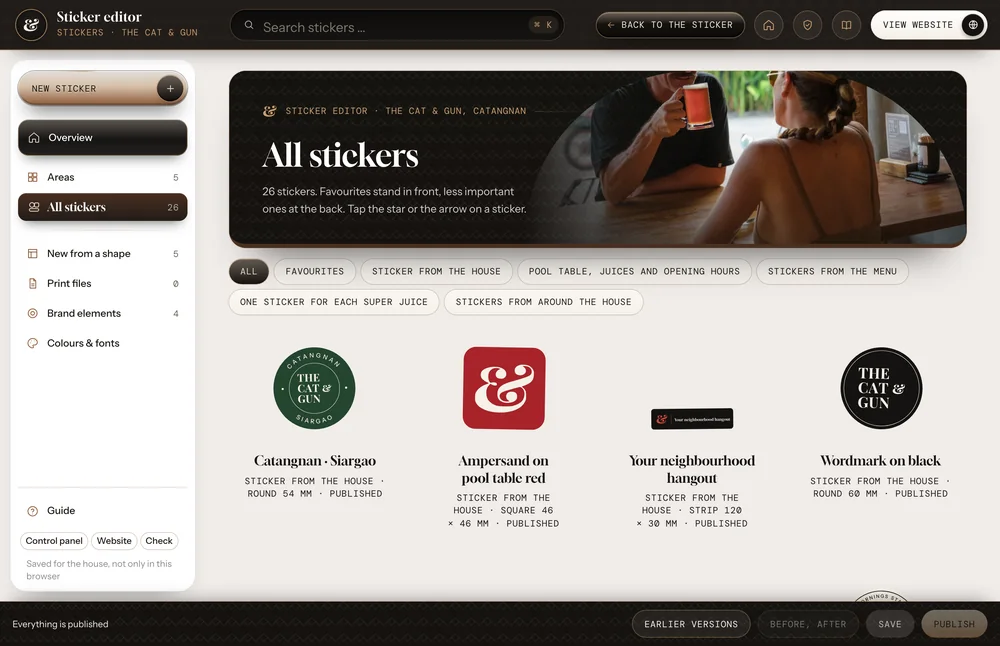 &
Sticker editor
STICKERS · THE CAT & GUN
Search stickers ...
⌘ K
← BACK TO THE STICKER
VIEW WEBSITE
NEW STICKER
+
Overview
Areas 5
All stickers 26
New from a shape 5
Print files 0
Brand elements 4
Colours & fonts
Guide
Control panel
Website
Check
Saved for the house, not only in this
browser
& STICKER EDITOR · THE CAT & GUN, CATANGNAN
All stickers
26 stickers. Favourites stand in front, less important
ones at the back. Tap the star or the arrow on a sticker.
ALL
FAVOURITES
STICKER FROM THE HOUSE
POOL TABLE, JUICES AND OPENING HOURS
STICKERS FROM THE MENU
ONE STICKER FOR EACH SUPER JUICE
STICKERS FROM AROUND THE HOUSE
CATANGNAN
THE
CAT &
GUN
SIARGAO
Catangnan · Siargao
STICKER FROM THE HOUSE ·
ROUND 54 MM · PUBLISHED
&
Ampersand on
pool table red
STICKER FROM THE
HOUSE · SQUARE 46
× 46 MM · PUBLISHED
& Your neighbourhood hangout
Your neighbourhood
hangout
STICKER FROM THE
HOUSE · STRIP 120
× 30 MM · PUBLISHED
THE
CAT &
GUN
Wordmark on black
STICKER FROM THE HOUSE ·
ROUND 60 MM · PUBLISHED
Everything is published
EARLIER VERSIONS
BEFORE, AFTER
SAVE
PUBLISH